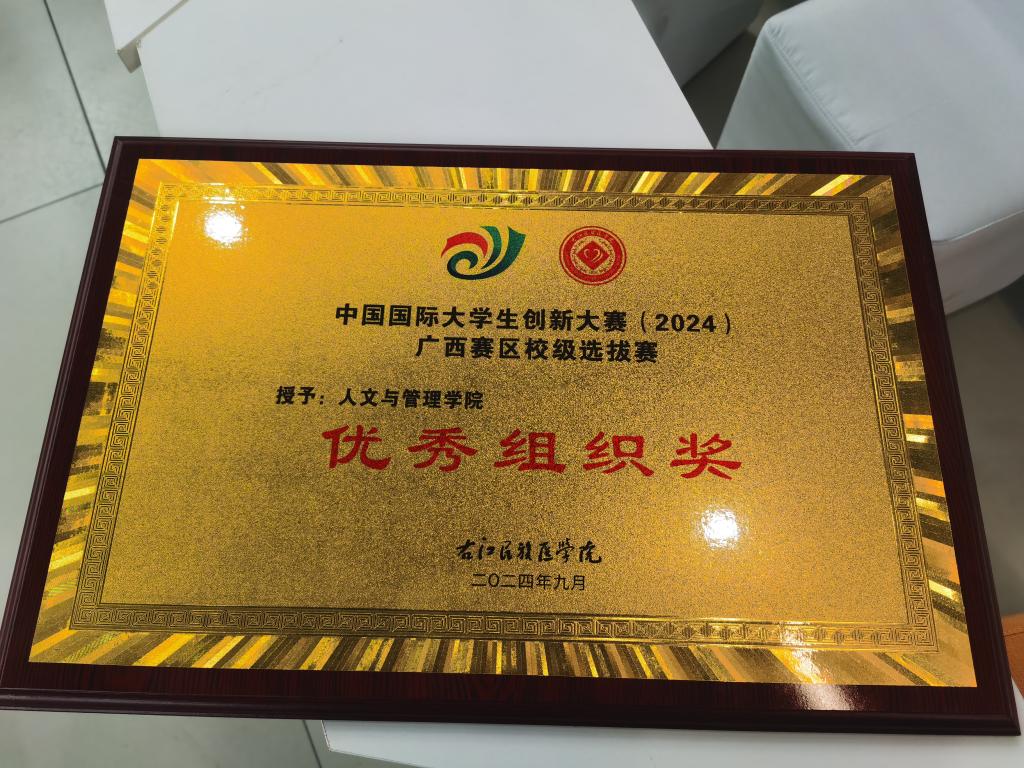 中国国际大学生创新大赛（2024）
广西赛区校级选拔赛
授予：人文与管理学院
优秀组织奖
右江民族医学院
二〇二四年九月